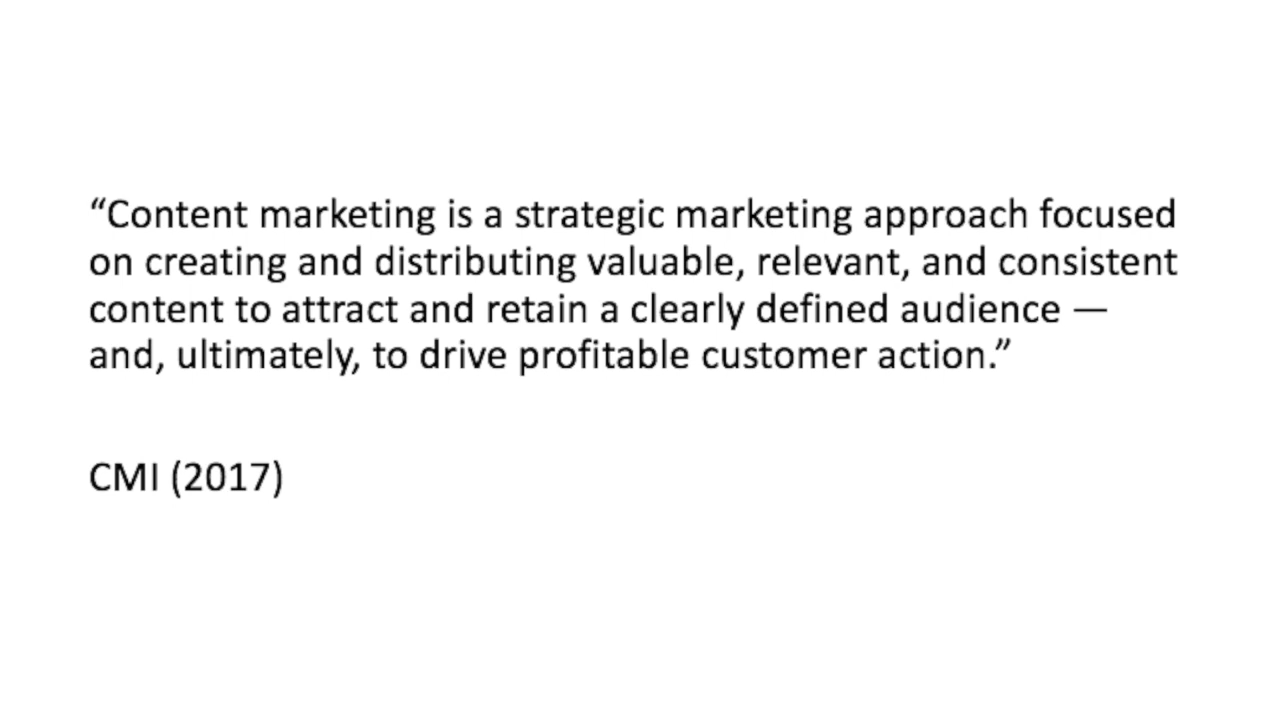 “Content marketing is a strategic marketing approach focused
on creating and distributing valuable, relevant, and consistent
content to attract and retain a clearly defined audience —
and, ultimately, to drive profitable customer action.”
CMI (2017)